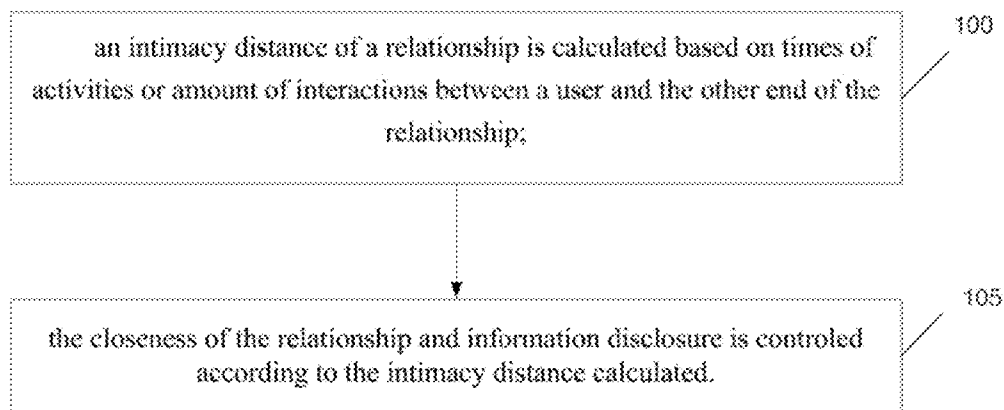 100
an intimacy distance of a relationship is calculated based on times of
activities or amount of interactions between a user and the other end of the
relationship;
105
the closeness of the relationship and information disclosure is controled
according to the intimacy distance calculated.